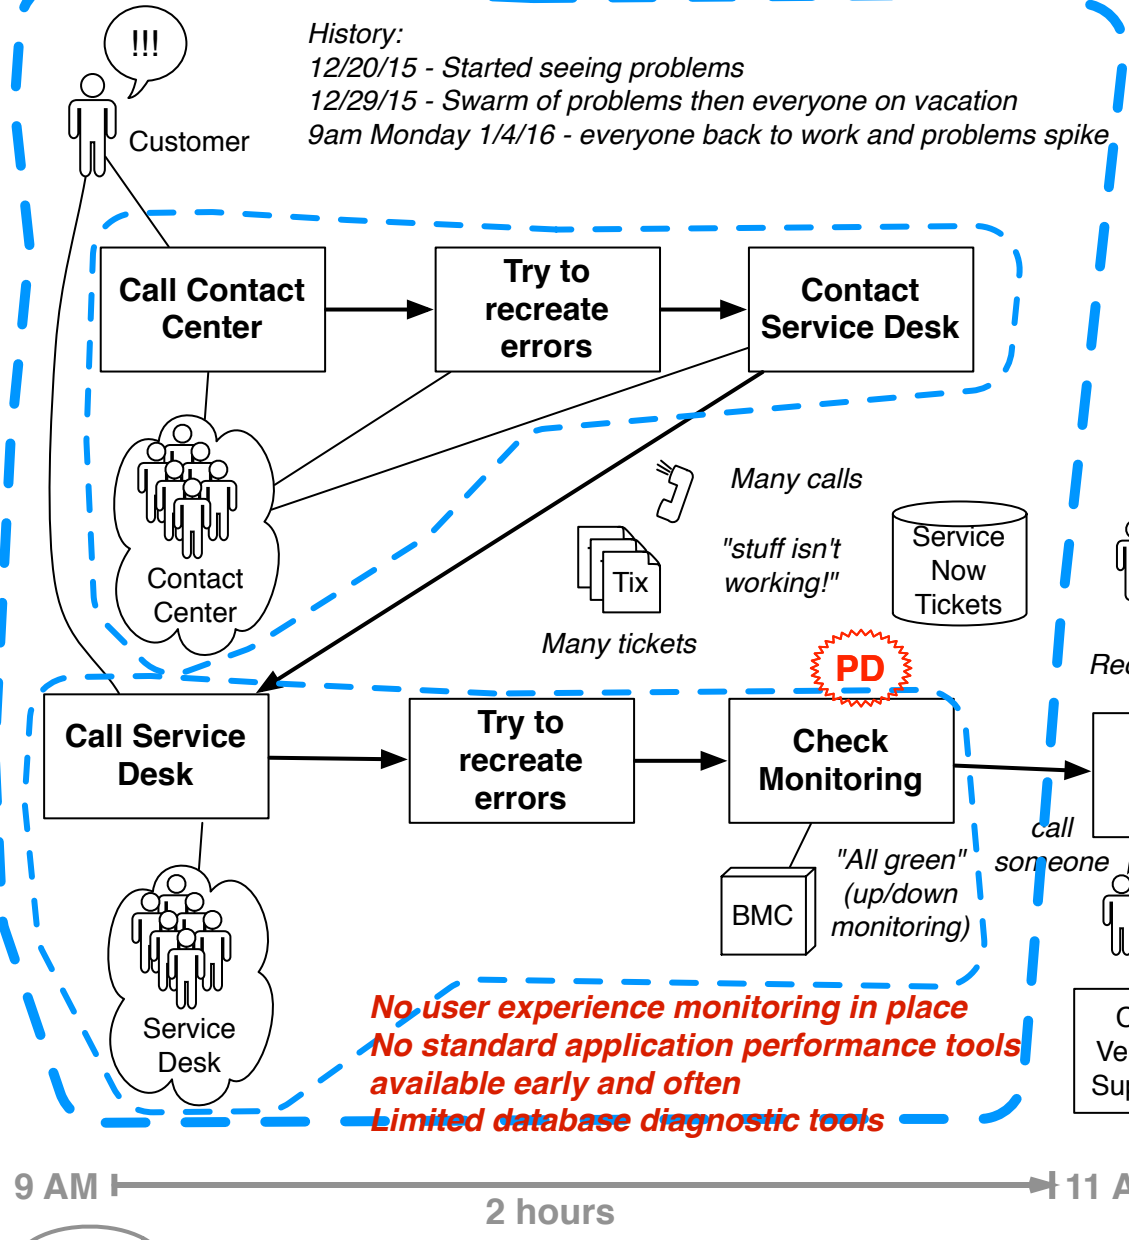 !!!
History:
12/20/15 - Started seeing problems
12/29/15 - Swarm of problems then everyone on vacation
9am Monday 1/4/16 - everyone back to work and problems spike
Customer
Call Contact
Center
Try to
recreate
errors
Contact
Service Desk
Many calls
"stuff isn't
working!"
Service
Now
Tickets
Tix
Contact
Center
Many tickets
PD
Call Service
Desk
Try to
recreate
errors
Check
Monitoring
call
someone
"All green"
(up/down
monitoring)
BMC
Service
Desk
No user experience monitoring in place
No standard application performance tools
available early and often
Limited database diagnostic tools
9 AM
2 hours
11